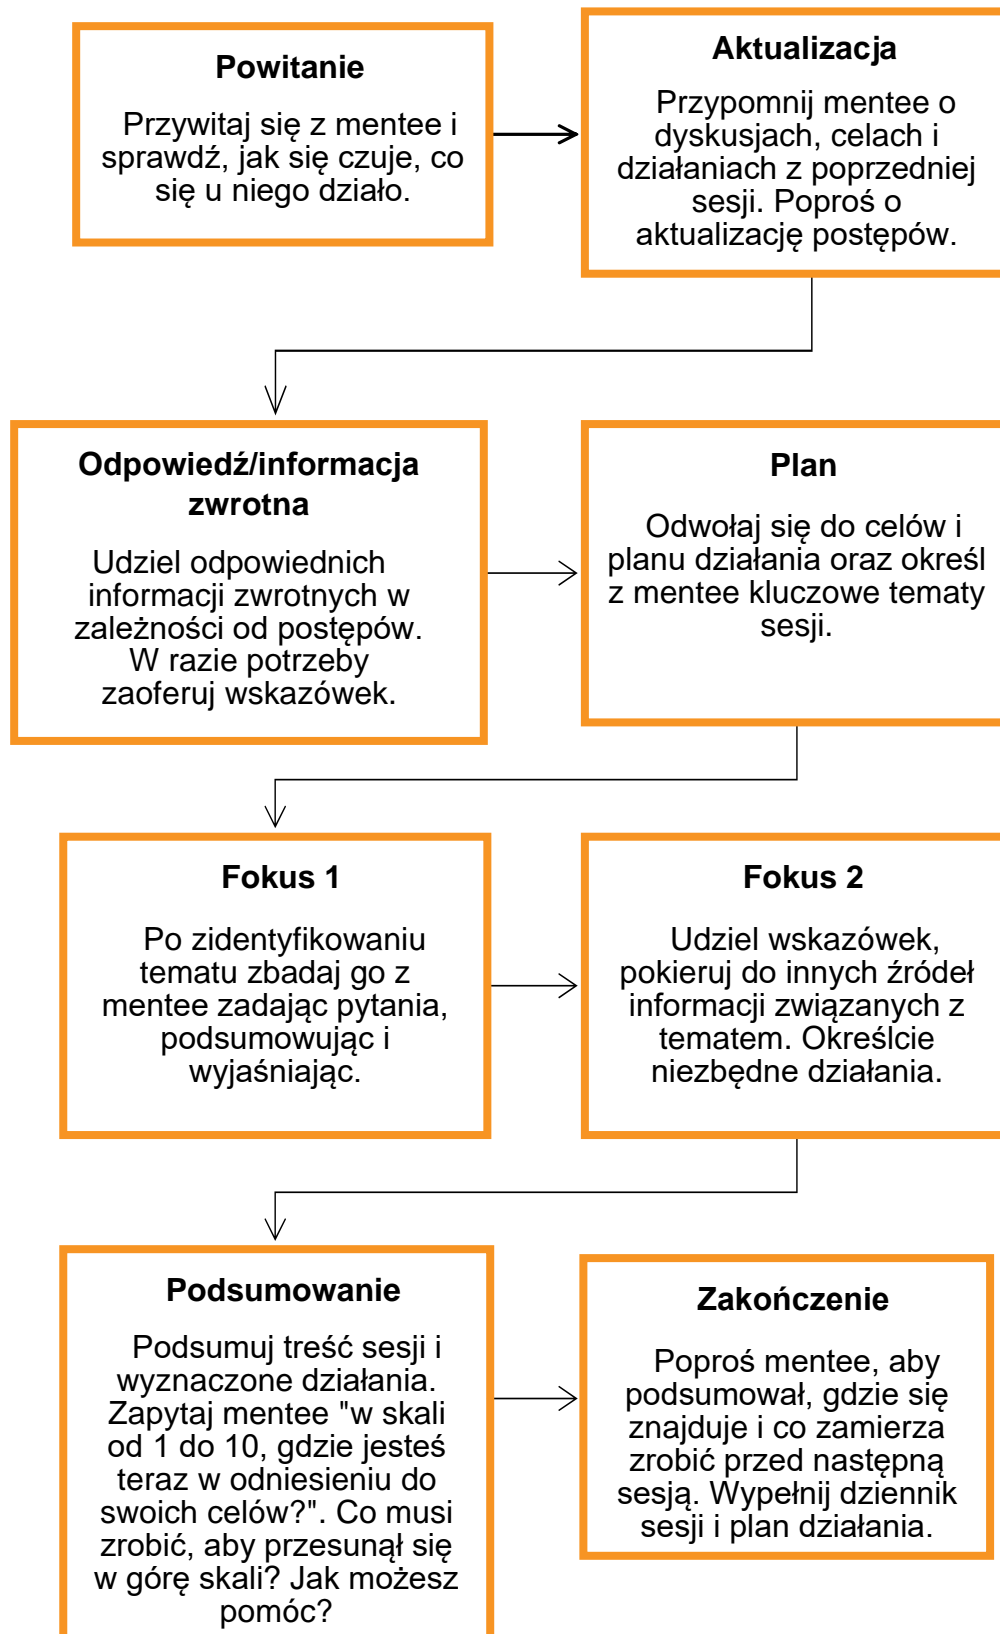 Powitanie
Przywitaj się z mentee i
sprawdź, jak się czuje, co
się u niego działo.
Aktualizacja
Przypomnij mentee o
dyskusjach, celach i
działaniach z poprzedniej
sesji. Poproś o
aktualizację postępów.
Odpowiedź/informacja
zwrotna
Udziel odpowiednich
informacji zwrotnych w
zależności od postępów.
W razie potrzeby
zaoferuj wskazówek.
Plan
Odwołaj się do celów i
planu działania oraz określ
z mentee kluczowe tematy
sesji.
Fokus 1
Po zidentyfikowaniu
tematu zbadaj go z
mentee zadając pytania,
podsumowując i
wyjaśniając.
Fokus 2
Udziel wskazówek,
pokieruj do innych źródeł
informacji związanych z
tematem. Określcie
niezbędne działania.
Podsumowanie
Podsumuj treść sesji i
wyznaczone działania.
Zapytaj mentee "w skali
od 1 do 10, gdzie jesteś
teraz w odniesieniu do
swoich celów?". Co musi
zrobić, aby przesunął się
w górę skali? Jak możesz
pomóc?
Zakończenie
Poproś mentee, aby
podsumował, gdzie się
znajduje i co zamierza
zrobić przed następną
sesją. Wypełnij dziennik
sesji i plan działania.